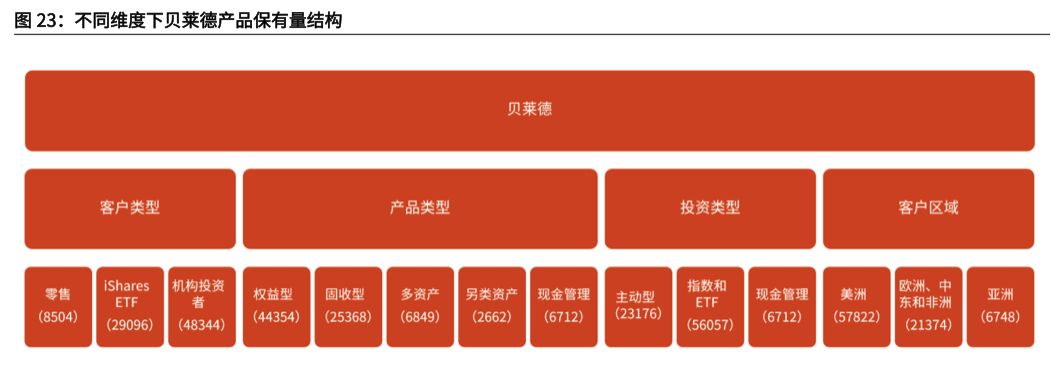 图 23：不同维度下贝莱德产品保有量结构
贝莱德
客户类型
产品类型
投资类型
客户区域
零售
（8504）
iShares
ETF
（29096）
机构投资
者
（48344）
权益型
（44354）
固收型
（25368）
多资产
（6849）
另类资产
（2662）
现金管理
（6712）
主动型
（23176）
指数和
ETF
（56057）
现金管理
（6712）
美洲
（57822）
欧洲、中
东和非洲
（21374）
亚洲
（6748）